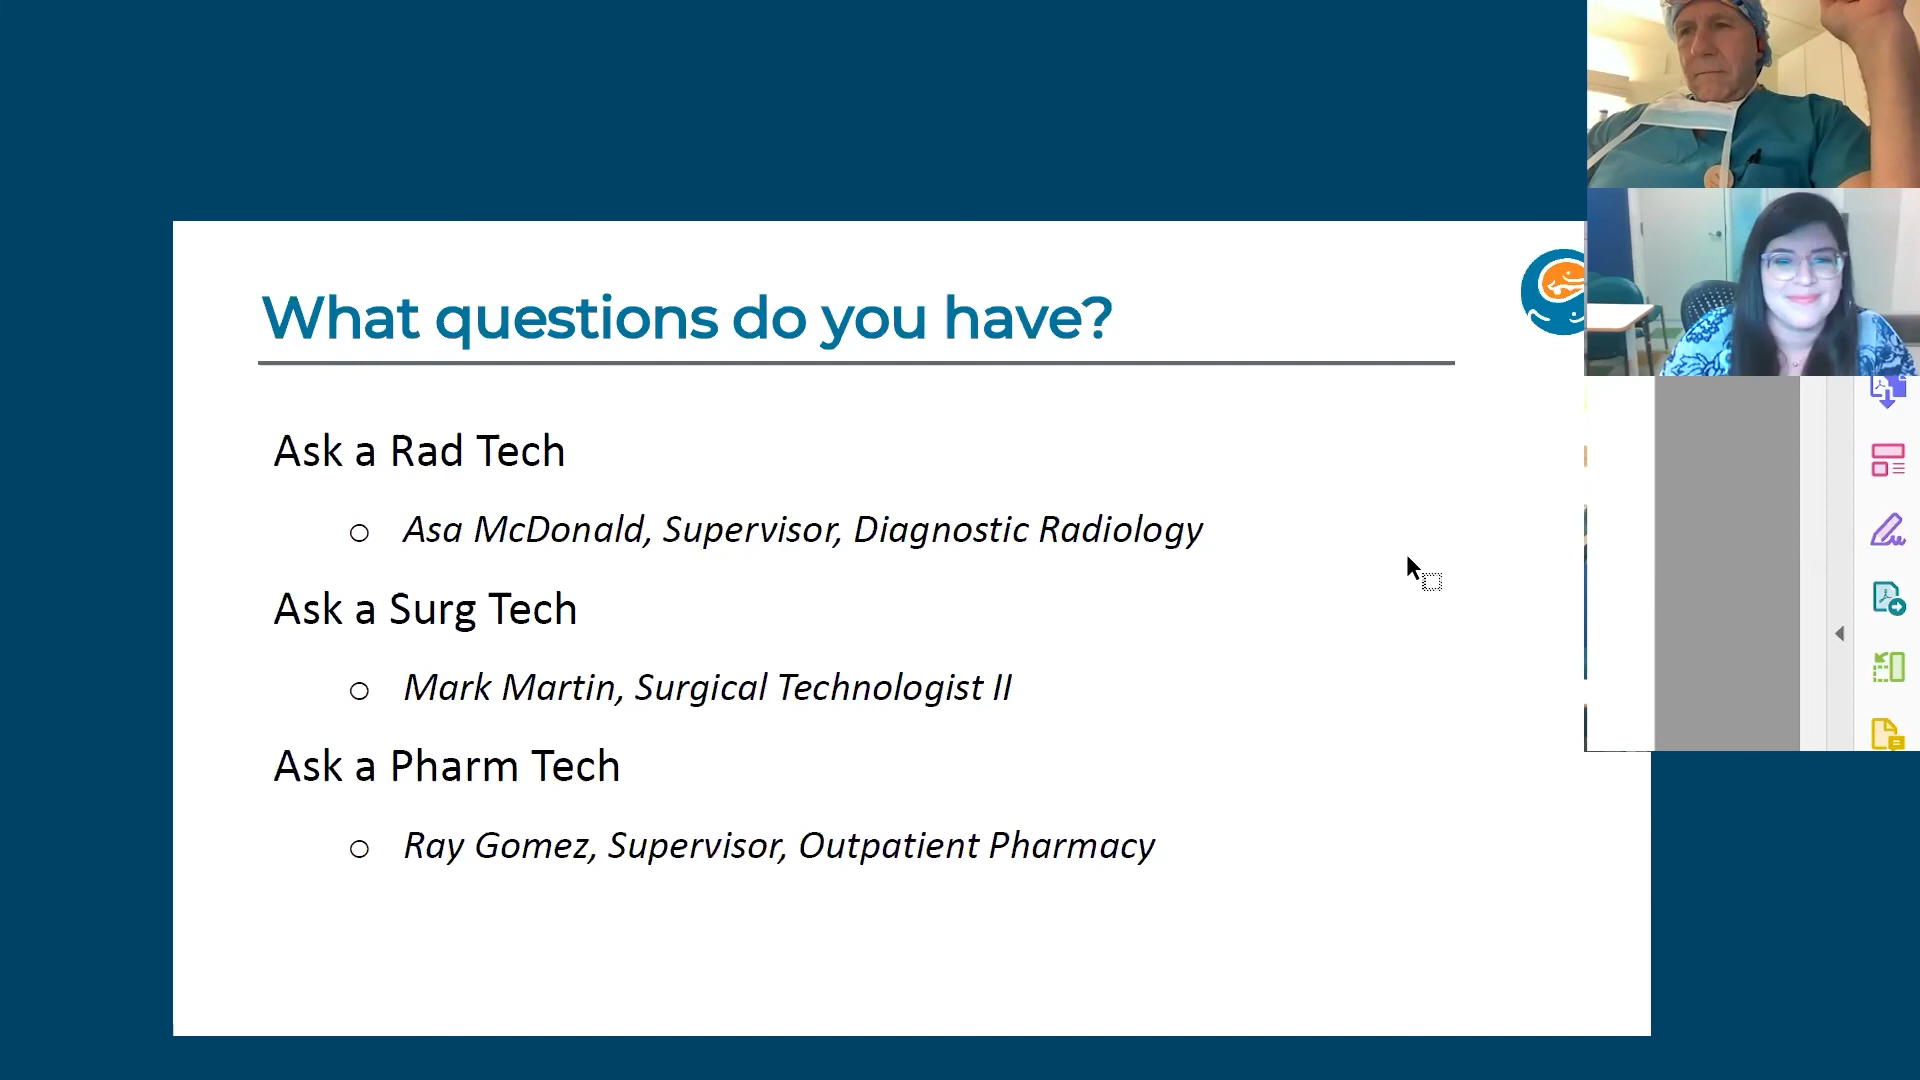 What questions do you have?
Ask a Rad Tech
Asa McDonald, Supervisor, Diagnostic Radiology
Ask a Surg Tech
Mark Martin, Surgical Technologist II
Ask a Pharm Tech
Ray Gomez, Supervisor, Outpatient Pharmacy